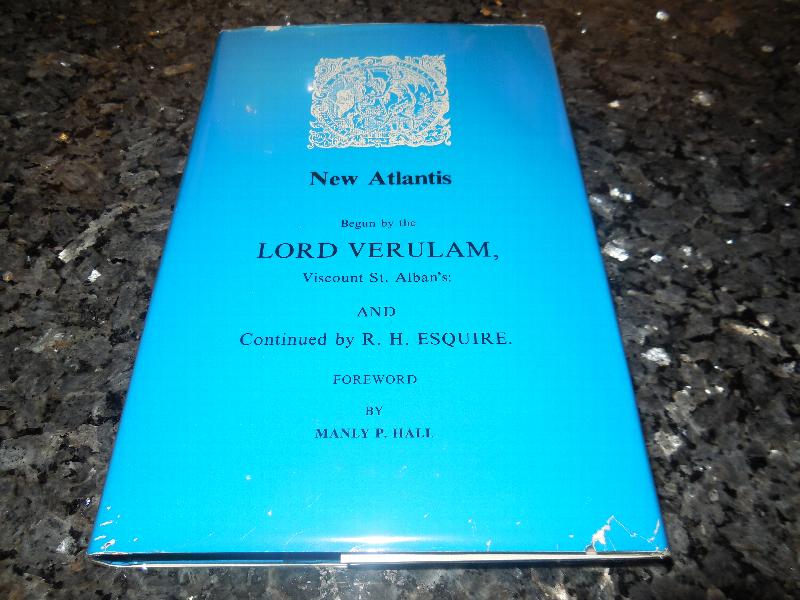 New Atlantis
Begun by the
LORD VERULAM,
Viscount St. Alban's:
AND
Continued by R. H. ESQUIRE.
FOREWORD
BY
MANLY P. HALL